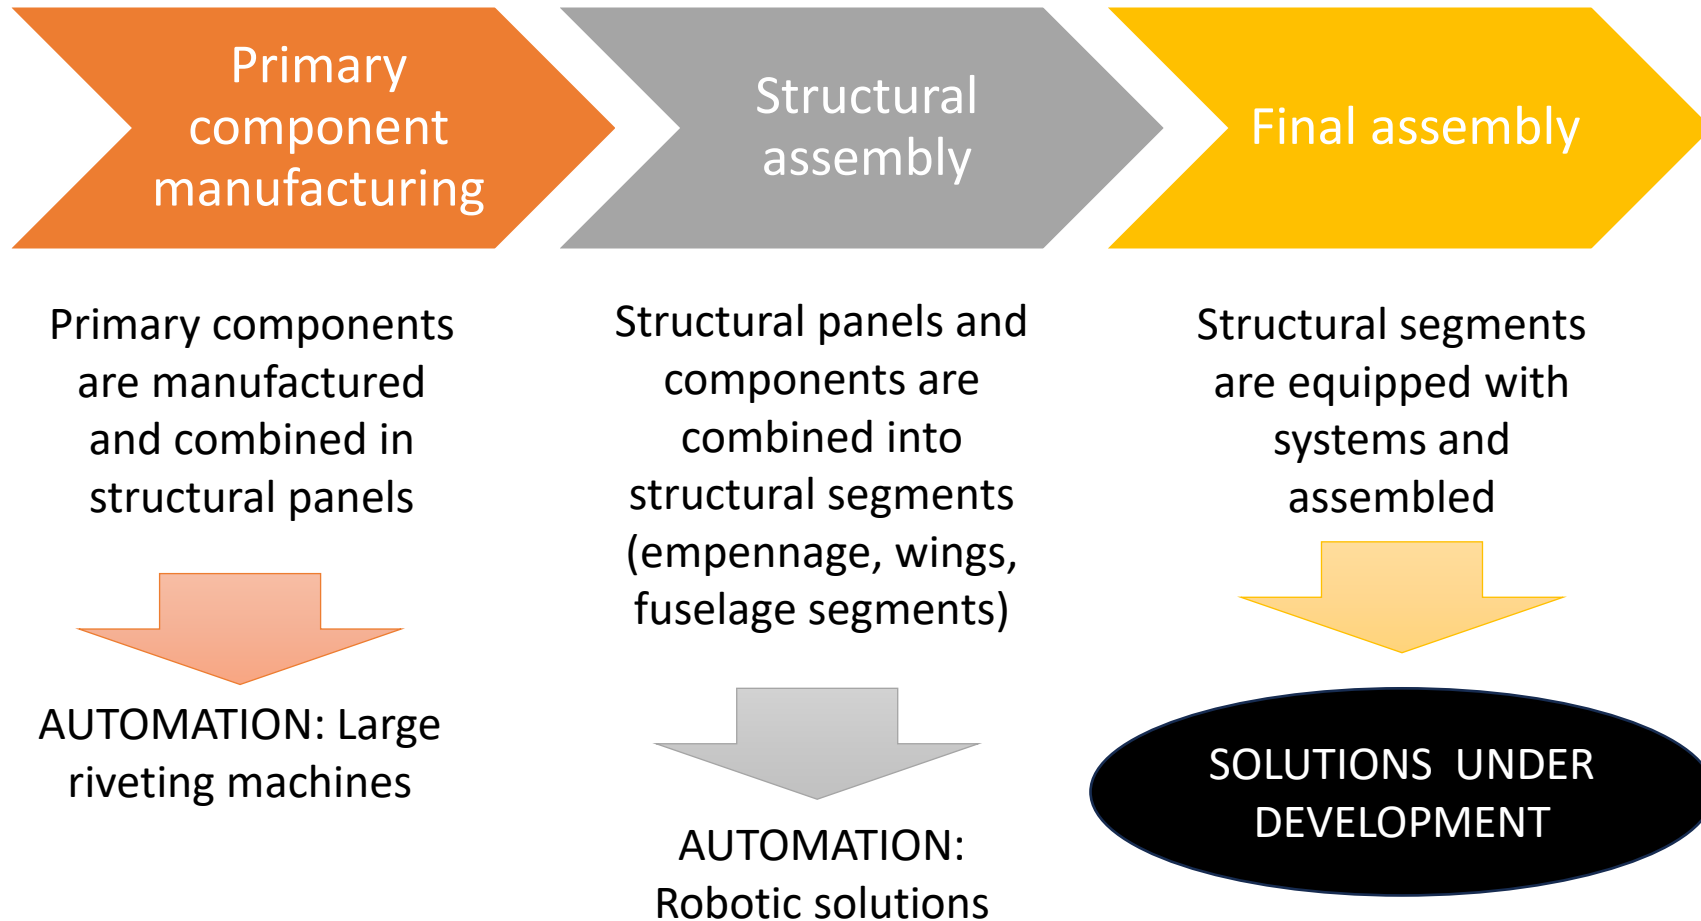 Primary
component
manufacturing
Structural
assembly
Final assembly
Primary components
are manufactured
and combined in
structural panels
Structural panels and
components are
combined into
structural segments
(empennage, wings,
fuselage segments)
Structural segments
are equipped with
systems and
assembled
AUTOMATION: Large
riveting machines
AUTOMATION:
Robotic solutions
SOLUTIONS  UNDER
DEVELOPMENT